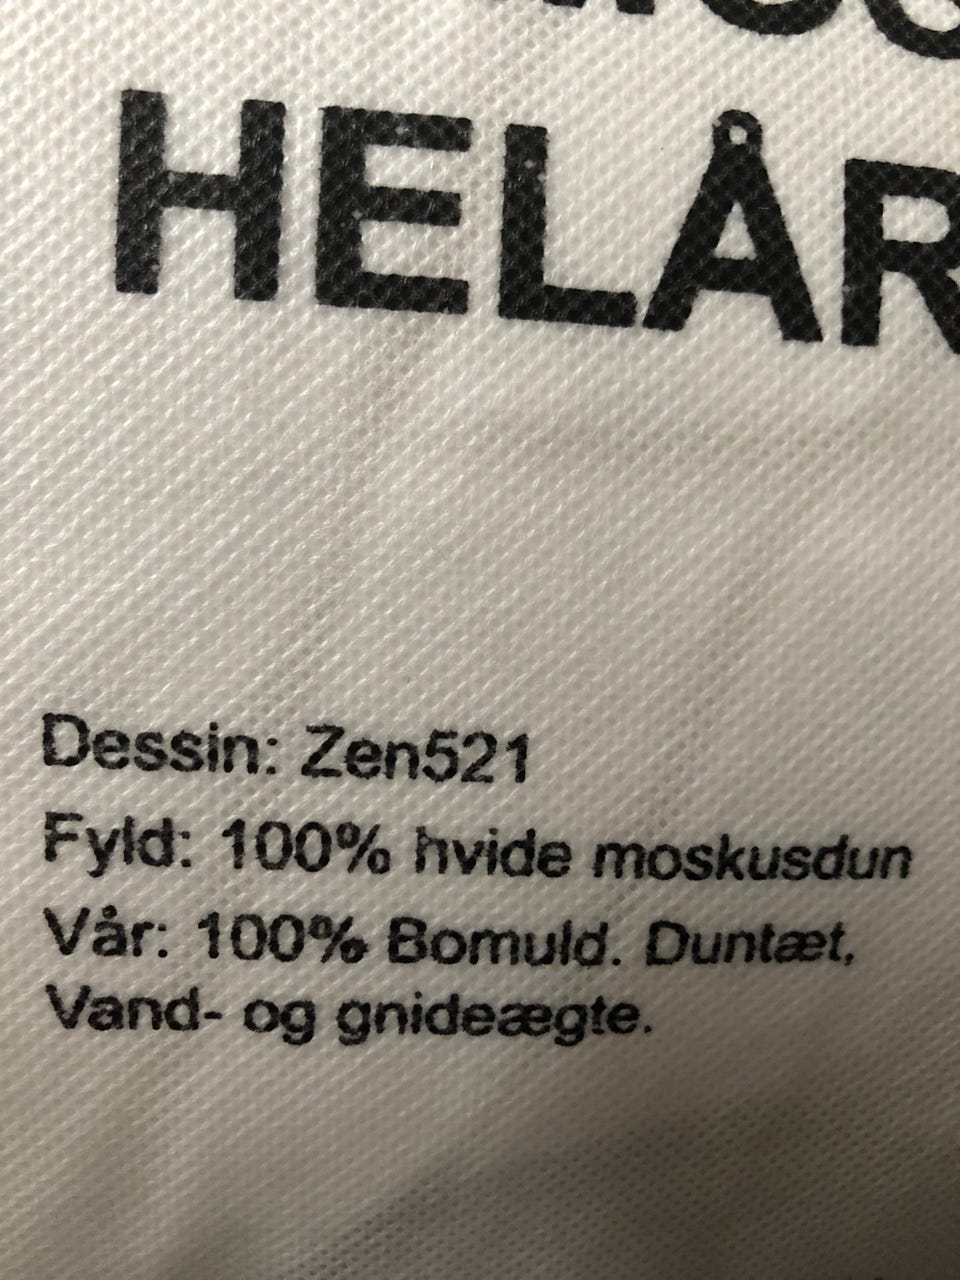 HELÅR
Dessin: Zen521
Fyld: 100% hvide moskusdun
Vår: 100% Bomuld. Duntæt,
Vand- og gnideægte.